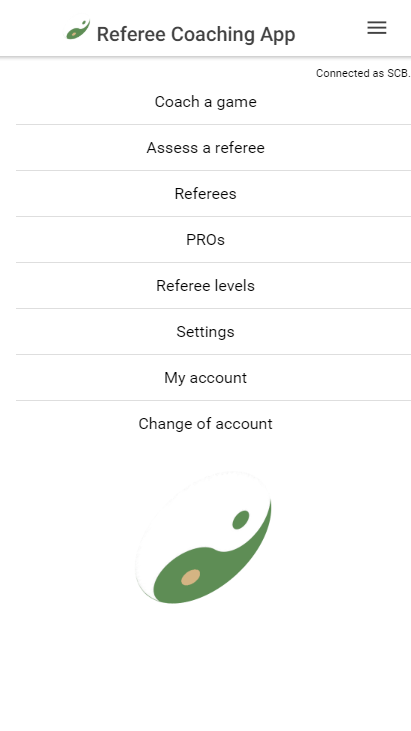 Referee Coaching App
Connected as SCB.
Coach a game
Assess a referee
Referees
PROs
Referee levels
Settings
My account
Change of account